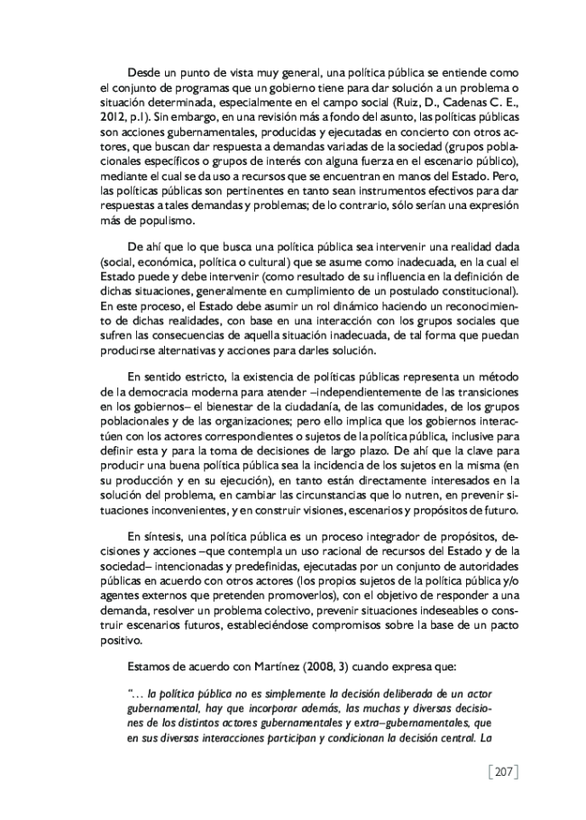 Desde un punto de vista muy general, una política pública se entiende como
el conjunto de programas que un gobierno tiene para dar solución a un problema o
situación determinada, especialmente en el campo social (Ruiz, D., Cadenas C. E.,
2012, p.1). Sin embargo, en una revisión más a fondo del asunto, las políticas públicas
son acciones gubernamentales, producidas y ejecutadas en concierto con otros ac-
tores, que buscan dar respuesta a demandas variadas de la sociedad (grupos pobla-
cionales específicos o grupos de interés con alguna fuerza en el escenario público),
mediante el cual se da uso a recursos que se encuentran en manos del Estado. Pero,
las políticas públicas son pertinentes en tanto sean instrumentos efectivos para dar
respuestas a tales demandas y problemas; de lo contrario, sólo serían una expresión
más de populismo.
De ahí que lo que busca una política pública sea intervenir una realidad dada
(social, económica, política o cultural) que se asume como inadecuada, en la cual el
Estado puede y debe intervenir (como resultado de su influencia en la definición de
dichas situaciones, generalmente en cumplimiento de un postulado constitucional).
En este proceso, el Estado debe asumir un rol dinámico haciendo un reconocimien-
to de dichas realidades, con base en una interacción con los grupos sociales que
sufren las consecuencias de aquella situación inadecuada, de tal forma que puedan
producirse alternativas y acciones para darles solución.
En sentido estricto, la existencia de políticas públicas representa un método
de la democracia moderna para atender –independientemente de las transiciones
en los gobiernos– el bienestar de la ciudadanía, de las comunidades, de los grupos
poblacionales y de las organizaciones; pero ello implica que los gobiernos interac-
túen con los actores correspondientes o sujetos de la política pública, inclusive para
definir esta y para la toma de decisiones de largo plazo. De ahí que la clave para
producir una buena política pública sea la incidencia de los sujetos en la misma (en
su producción y en su ejecución), en tanto están directamente interesados en la
solución del problema, en cambiar las circunstancias que lo nutren, en prevenir si-
tuaciones inconvenientes, y en construir visiones, escenarios y propósitos de futuro.
En síntesis, una política pública es un proceso integrador de propósitos, de-
cisiones y acciones –que contempla un uso racional de recursos del Estado y de la
sociedad– intencionadas y predefinidas, ejecutadas por un conjunto de autoridades
públicas en acuerdo con otros actores (los propios sujetos de la política pública y/o
agentes externos que pretenden promoverlos), con el objetivo de responder a una
demanda, resolver un problema colectivo, prevenir situaciones indeseables o cons-
truir escenarios futuros, estableciéndose compromisos sobre la base de un pacto
positivo.
Estamos de acuerdo con Martínez (2008, 3) cuando expresa que:
"… la política pública no es simplemente la decisión deliberada de un actor
gubernamental, hay que incorporar además, las muchas y diversas decisio-
nes de los distintos actores gubernamentales y extra–gubernamentales, que
en sus diversas interacciones participan y condicionan la decisión central. La
[207]